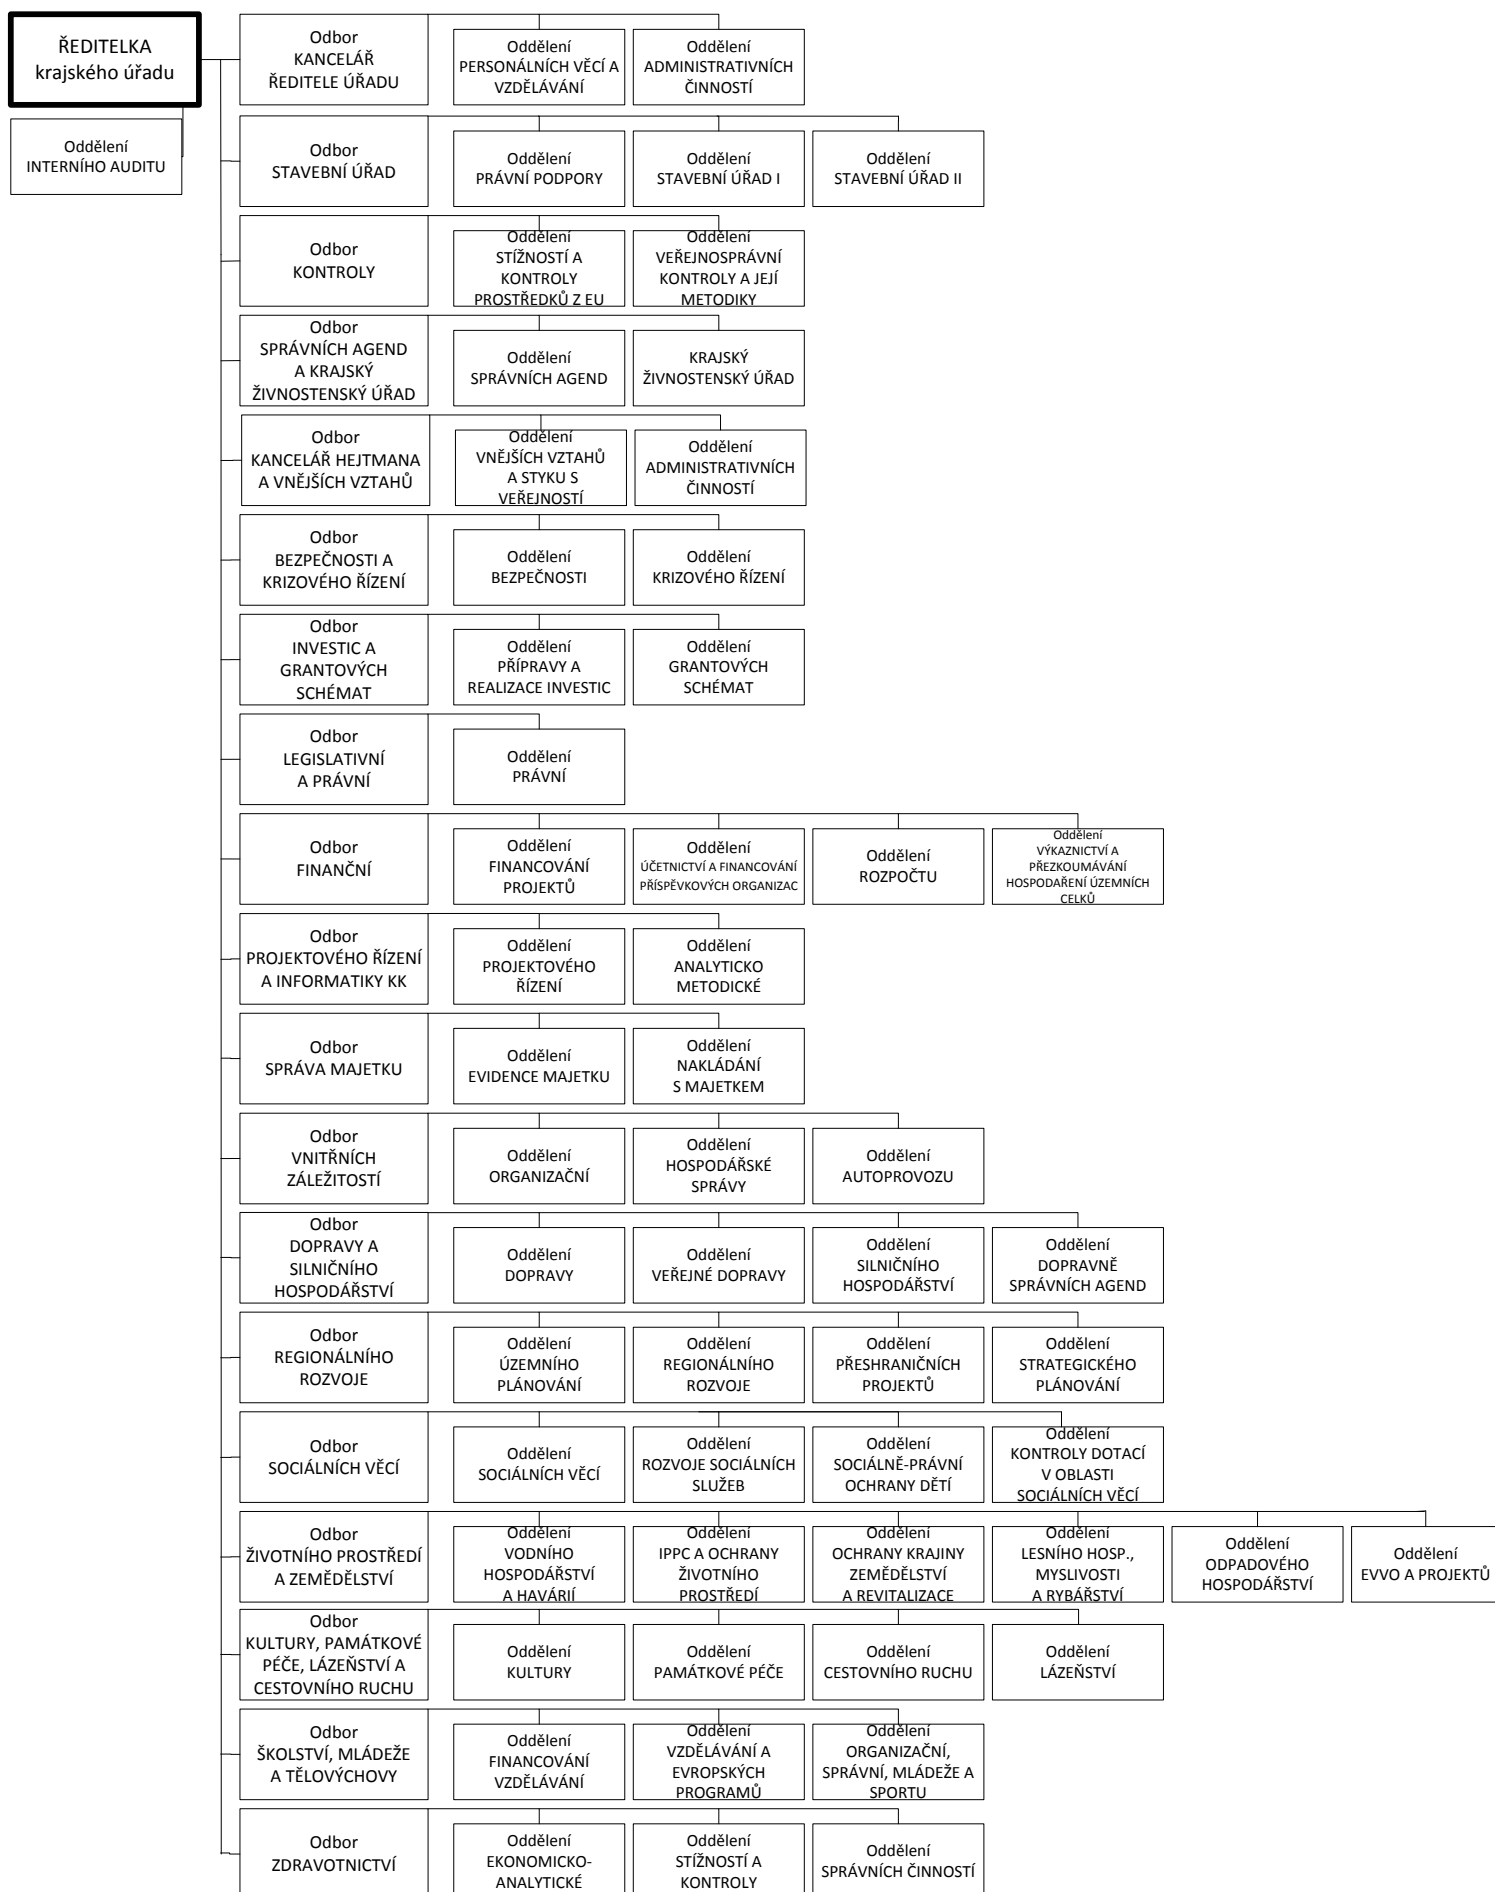 ŘEDITELKA
krajského úřadu
Oddělení
INTERNÍHO AUDITU
Odbor
KANCELÁŘ
ŘEDITELE ÚŘADU
Oddělení
PERSONÁLNÍCH VĚCÍ A
VZDĚLÁVÁNÍ
Oddělení
ADMINISTRATIVNÍCH
ČINNOSTÍ
Odbor
STAVEBNÍ ÚŘAD
Oddělení
PRÁVNÍ PODPORY
Oddělení
STAVEBNÍ ÚŘAD I
Oddělení
STAVEBNÍ ÚŘAD II
Odbor
KONTROLY
Oddělení
STÍŽNOSTÍ A
KONTROLY
PROSTŘEDKŮ Z EU
Oddělení
VEŘEJNOSPRÁVNÍ
KONTROLY A JEJÍ
METODIKY
Odbor
SPRÁVNÍCH AGEND
A KRAJSKÝ
ŽIVNOSTENSKÝ ÚŘAD
Oddělení
SPRÁVNÍCH AGEND
KRAJSKÝ
ŽIVNOSTENSKÝ ÚŘAD
Odbor
KANCELÁŘ HEJTMANA
A VNĚJŠÍCH VZTAHŮ
Oddělení
VNĚJŠÍCH VZTAHŮ
A STYKU S
VEŘEJNOSTÍ
Oddělení
ADMINISTRATIVNÍCH
ČINNOSTÍ
Odbor
BEZPEČNOSTI A
KRIZOVÉHO ŘÍZENÍ
Oddělení
BEZPEČNOSTI
Oddělení
KRIZOVÉHO ŘÍZENÍ
Odbor
INVESTIC A
GRANTOVÝCH
SCHÉMAT
Oddělení
PŘÍPRAVY A
REALIZACE INVESTIC
Oddělení
GRANTOVÝCH
SCHÉMAT
Odbor
LEGISLATIVNÍ
A PRÁVNÍ
Oddělení
PRÁVNÍ
Odbor
FINANČNÍ
Oddělení
FINANCOVÁNÍ
PROJEKTŮ
Oddělení
ÚČETNICTVÍ A FINANCOVÁNÍ
PŘÍSPĚVKOVÝCH ORGANIZAC
Oddělení
ROZPOČTU
Oddělení
VÝKAZNICTVÍ A
PŘEZKOUMÁVÁNÍ
HOSPODAŘENÍ ÚZEMNÍCH
CELKŮ
Odbor
PROJEKTOVÉHO ŘÍZENÍ
A INFORMATIKY KK
Oddělení
PROJEKTOVÉHO
ŘÍZENÍ
Oddělení
ANALYTICKO
METODICKÉ
Odbor
SPRÁVA MAJETKU
Oddělení
EVIDENCE MAJETKU
Oddělení
NAKLÁDÁNÍ
S MAJETKEM
Odbor
VNITŘNÍCH
ZÁLEŽITOSTÍ
Oddělení
ORGANIZAČNÍ
Oddělení
HOSPODÁŘSKÉ
SPRÁVY
Oddělení
AUTOPROVOZU
Odbor
DOPRAVY A
SILNIČNÍHO
HOSPODÁŘSTVÍ
Oddělení
DOPRAVY
Oddělení
VEŘEJNÉ DOPRAVY
Oddělení
SILNIČNÍHO
HOSPODÁŘSTVÍ
Oddělení
DOPRAVNĚ
SPRÁVNÍCH AGEND
Odbor
REGIONÁLNÍHO
ROZVOJE
Oddělení
ÚZEMNÍHO
PLÁNOVÁNÍ
Oddělení
REGIONÁLNÍHO
ROZVOJE
Oddělení
PŘESHRANIČNÍCH
PROJEKTŮ
Oddělení
STRATEGICKÉHO
PLÁNOVÁNÍ
Odbor
SOCIÁLNÍCH VĚCÍ
Oddělení
SOCIÁLNÍCH VĚCÍ
Oddělení
ROZVOJE SOCIÁLNÍCH
SLUŽEB
Oddělení
SOCIÁLNĚ-PRÁVNÍ
OCHRANY DĚTÍ
Oddělení
KONTROLY DOTACÍ
V OBLASTI
SOCIÁLNÍCH VĚCÍ
Odbor
ŽIVOTNÍHO PROSTŘEDÍ
A ZEMĚDĚLSTVÍ
Oddělení
VODNÍHO
HOSPODÁŘSTVÍ
A HAVÁRIÍ
Oddělení
IPPC A OCHRANY
ŽIVOTNÍHO
PROSTŘEDÍ
Oddělení
OCHRANY KRAJINY
ZEMĚDĚLSTVÍ
A REVITALIZACE
Oddělení
LESNÍHO HOSP.,
MYSLIVOSTI
A RYBÁŘSTVÍ
Oddělení
ODPADOVÉHO
HOSPODÁŘSTVÍ
Oddělení
EVVO A PROJEKTŮ
Odbor
KULTURY, PAMÁTKOVÉ
PÉČE, LÁZEŇSTVÍ A
CESTOVNÍHO RUCHU
Oddělení
KULTURY
Oddělení
PAMÁTKOVÉ PÉČE
Oddělení
CESTOVNÍHO RUCHU
Oddělení
LÁZEŇSTVÍ
Odbor
ŠKOLSTVÍ, MLÁDEŽE
A TĚLOVÝCHOVY
Oddělení
FINANCOVÁNÍ
VZDĚLÁVÁNÍ
Oddělení
VZDĚLÁVÁNÍ A
EVROPSKÝCH
PROGRAMŮ
Oddělení
ORGANIZAČNÍ,
SPRÁVNÍ, MLÁDEŽE A
SPORTU
Odbor
ZDRAVOTNICTVÍ
Oddělení
EKONOMICKO-
ANALYTICKÉ
Oddělení
STÍŽNOSTÍ A
KONTROLY
Oddělení
SPRÁVNÍCH ČINNOSTÍ